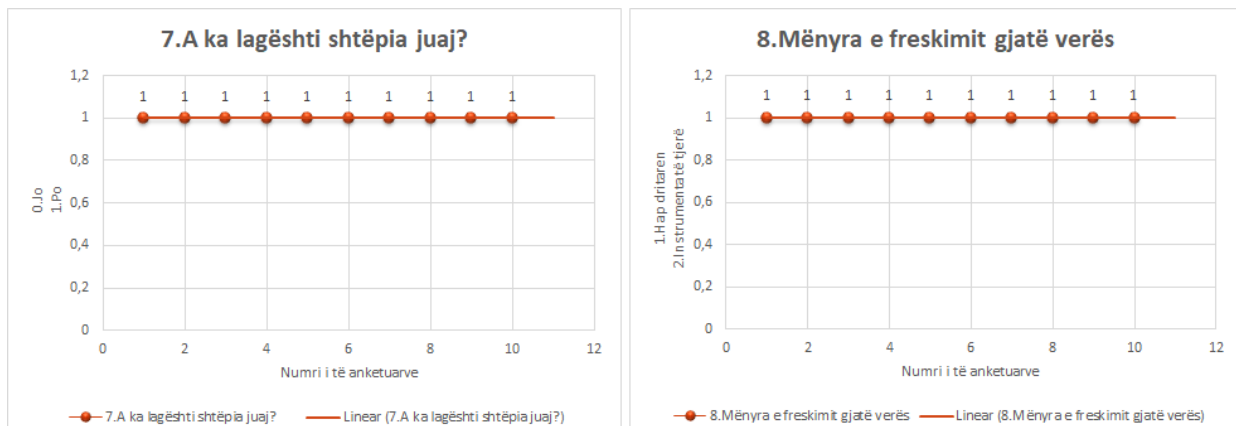 7.A ka lagështi shtëpia juaj?
1,2
1
0,8
0,6
0,4
0,2
0
0.Jo
1.Po
1 1 1 1 1 1 1 1 1 1
0 2 4 6 8 10 12
Numri i të anketuarve
7.A ka lagështi shtëpia juaj?
Linear (7.A ka lagështi shtëpia juaj?)
8.Mënyra e freskimit gjatë verës
1,2
1
0,8
0,6
0,4
0,2
0
1.Hap dritaren
2.Instrumenta të tjerë
1 1 1 1 1 1 1 1 1 1
0 2 4 6 8 10 12
Numri i të anketuarve
8.Mënyra e freskimit gjatë verës
Linear (8.Mënyra e freskimit gjatë verës)